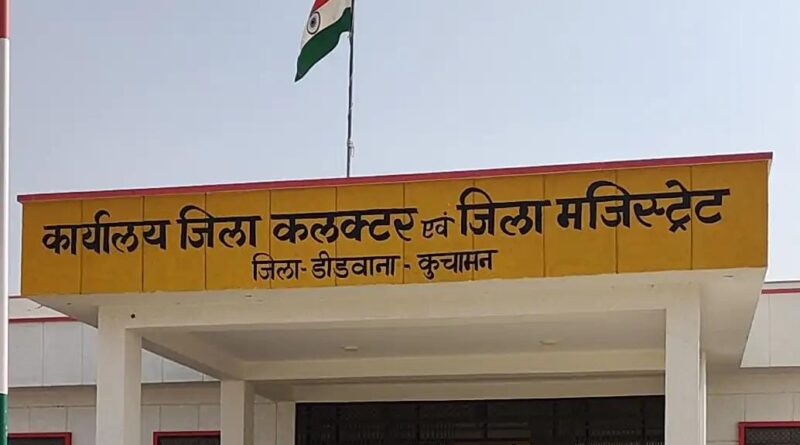 कार्यालय जिला कलक्टर एवं जिला मजिस्ट्रेट
जिला-डीडवाना-कुचामन